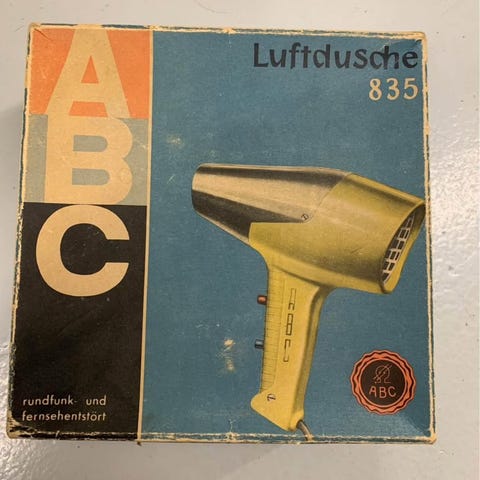 ABC
Luftdusche
835
ABC
ABC
rundfunk- und
fernsehentstört